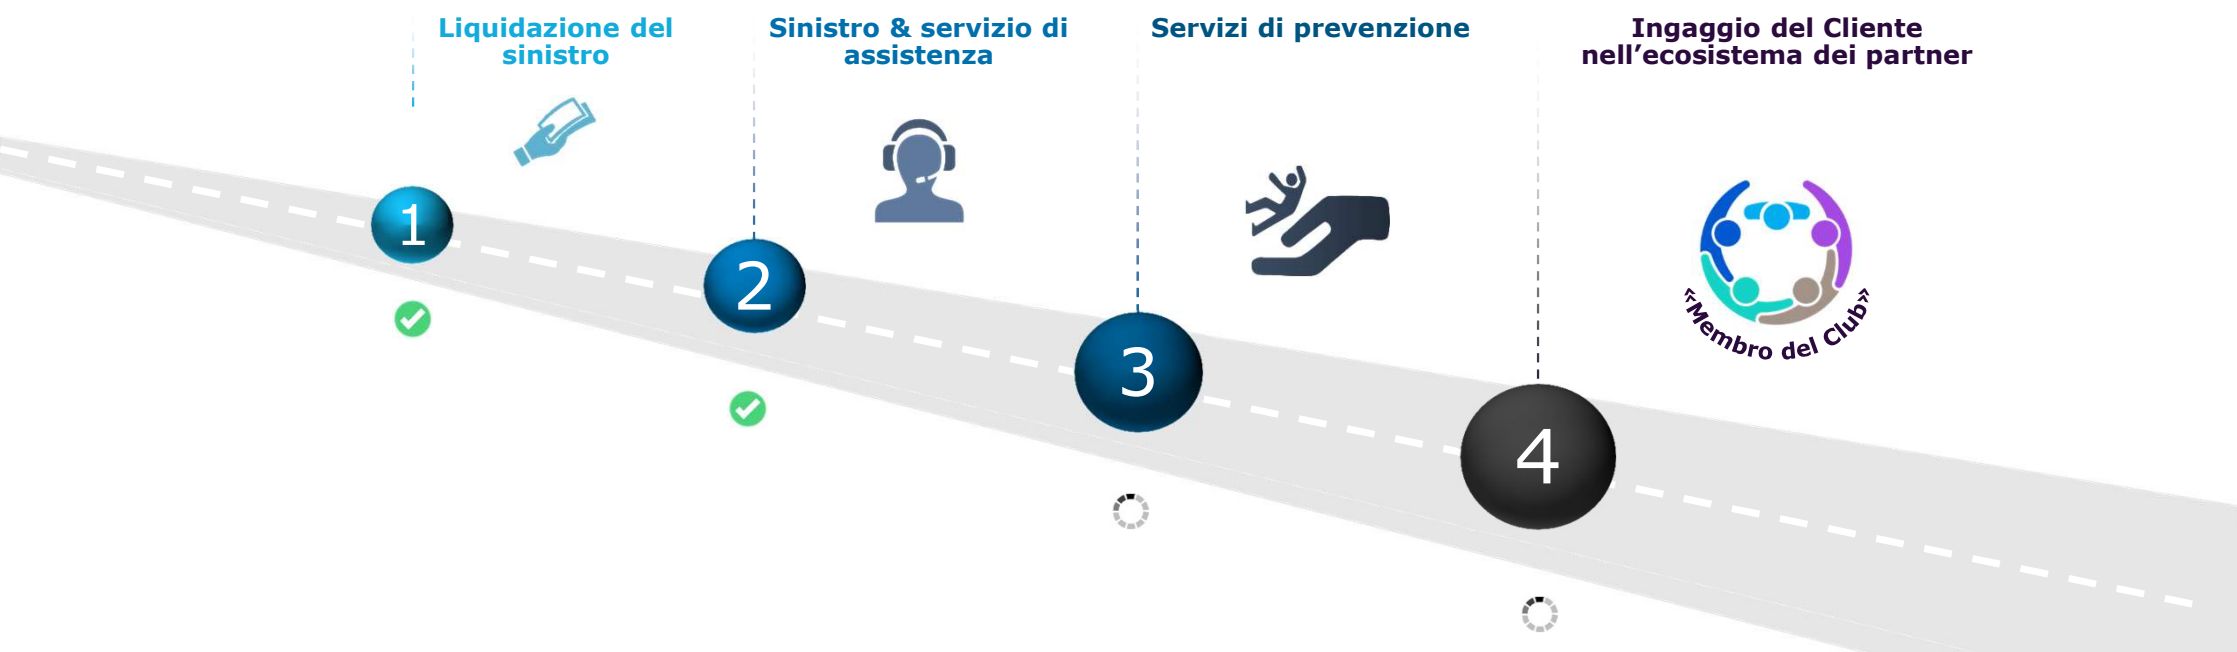 Liquidazione del
sinistro
Sinistro & servizio di
assistenza
Servizi di prevenzione
Ingaggio del Cliente
nell’ecosistema dei partner
1
2
3
4
«Membro del Club»